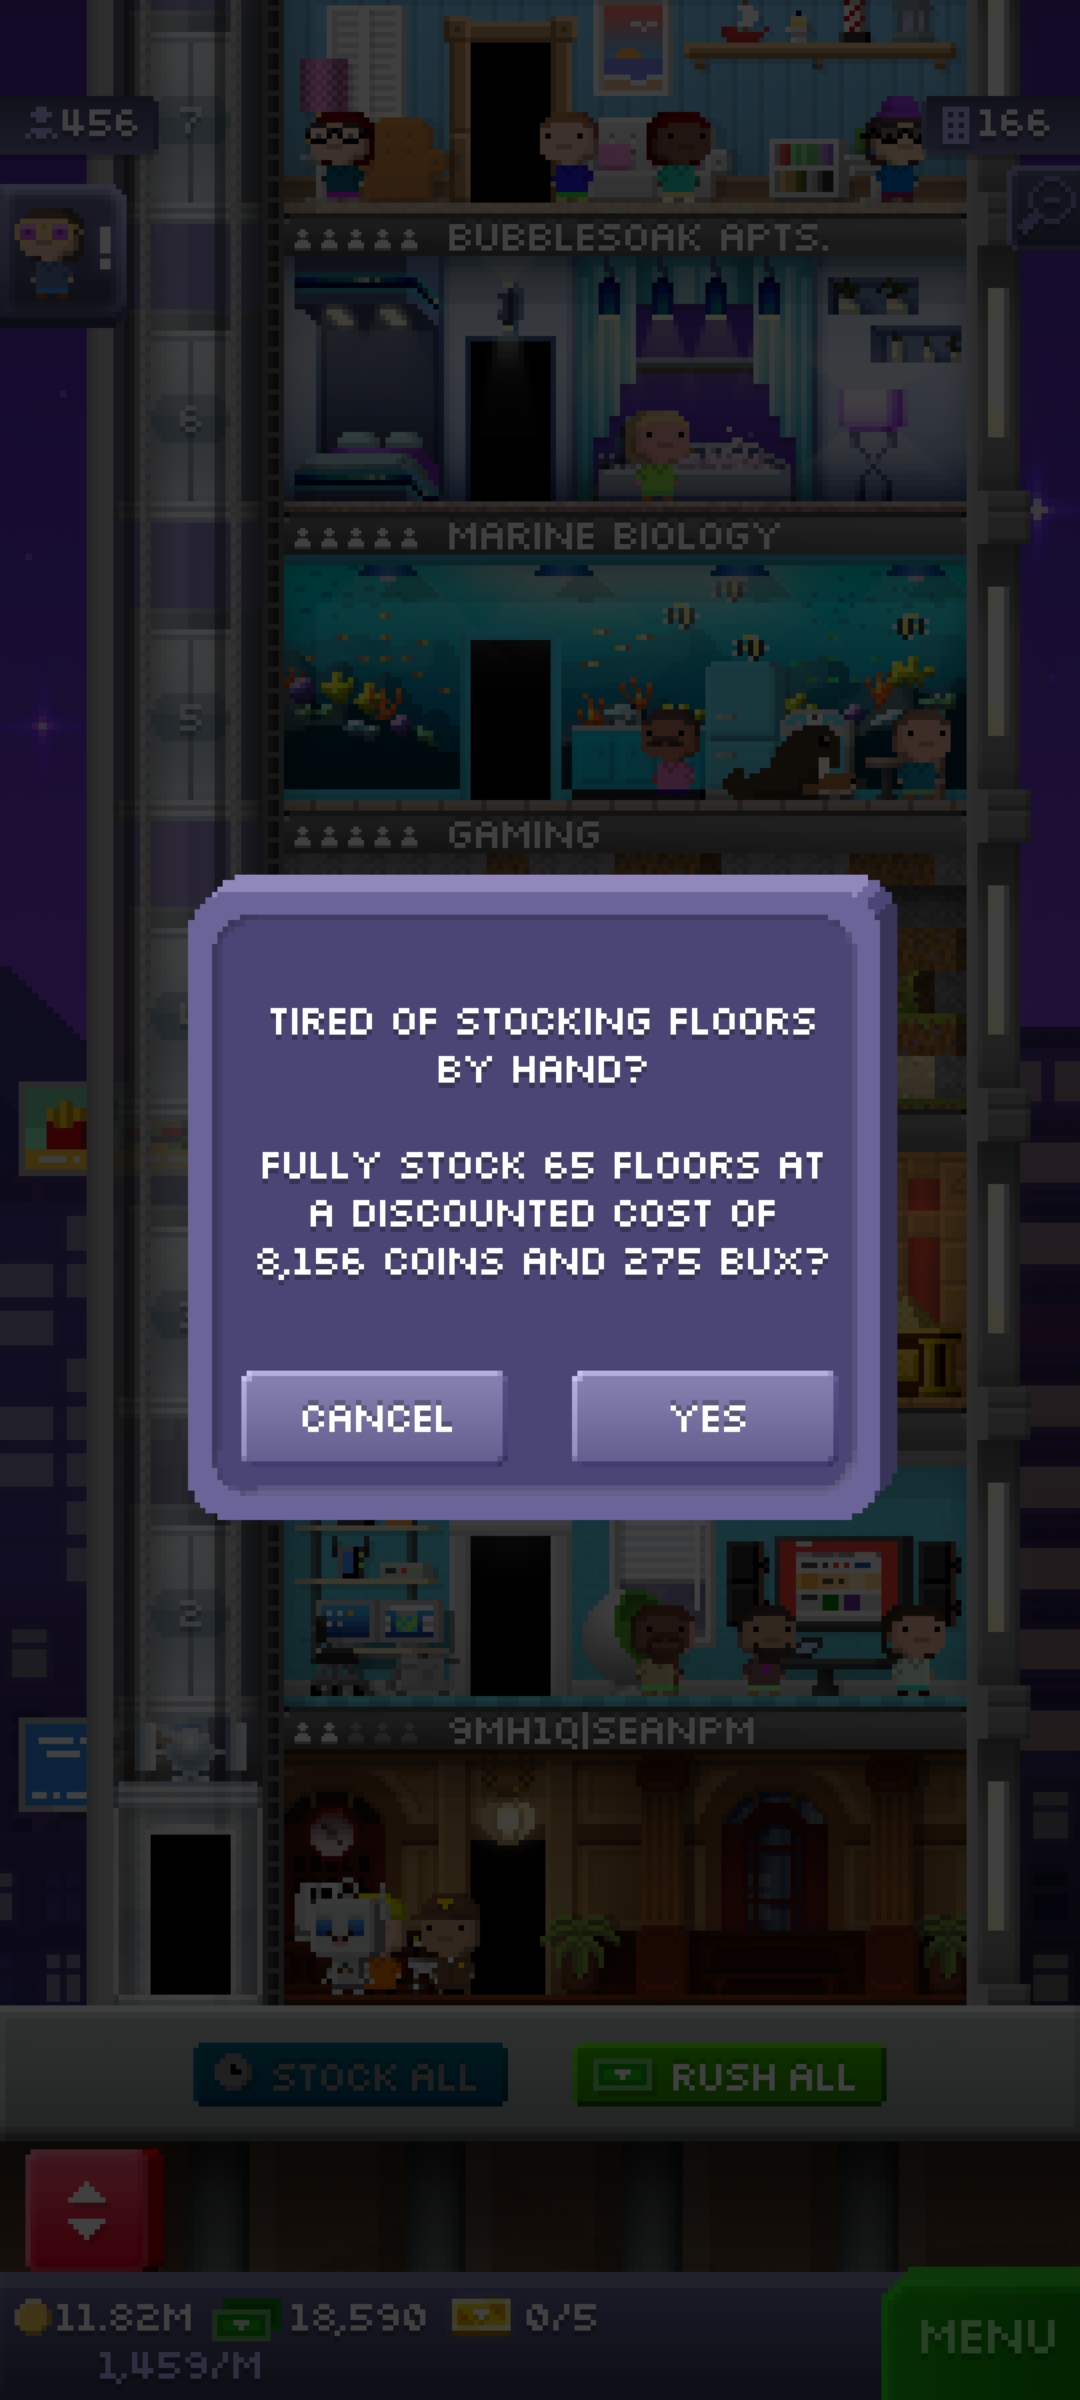 456
7
166
!
BUBBLESOAK APTS.
6
MARINE BIOLOGY
5
GAMING
TIRED OF STOCKING FLOORS
BY HAND?
FULLY STOCK 65 FLOORS AT
A DISCOUNTED COST OF
8,156 COINS AND 275 BUX?
CANCEL
YES
2
9MH1Q|SEANPM
STOCK ALL
RUSH ALL
11.82M
18,590
0/5
1,459/M
MENU